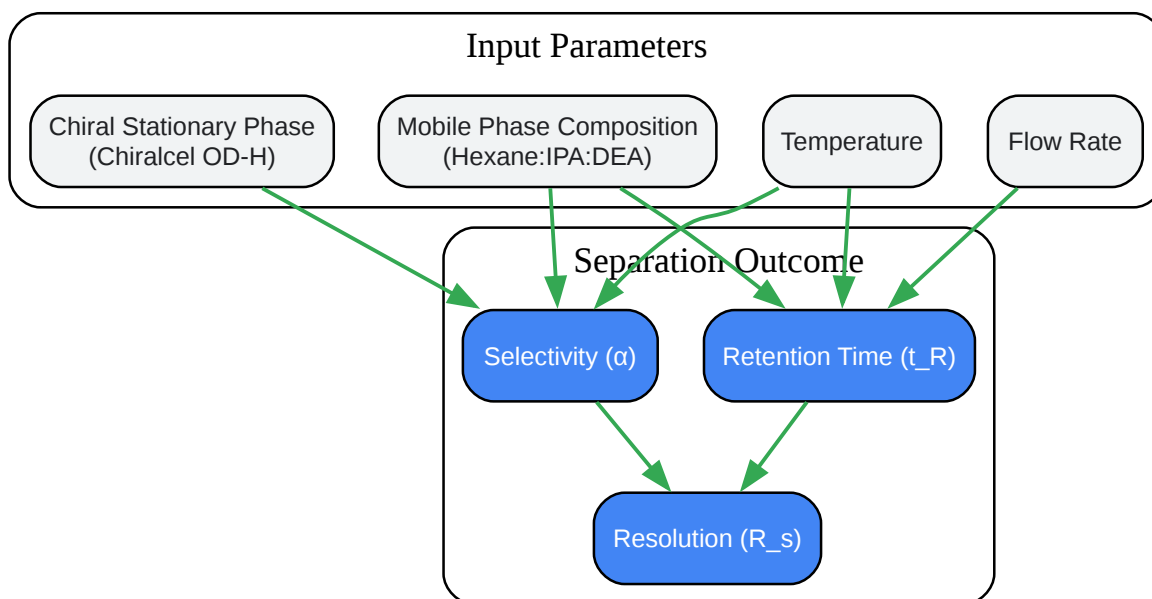 Input Parameters
Chiral Stationary Phase
(Chiralcel OD-H)
Mobile Phase Composition
(Hexane:IPA:DEA)
Temperature
Flow Rate
Separation Outcome
Selectivity (α)
Retention Time (t_R)
Resolution (R_s)